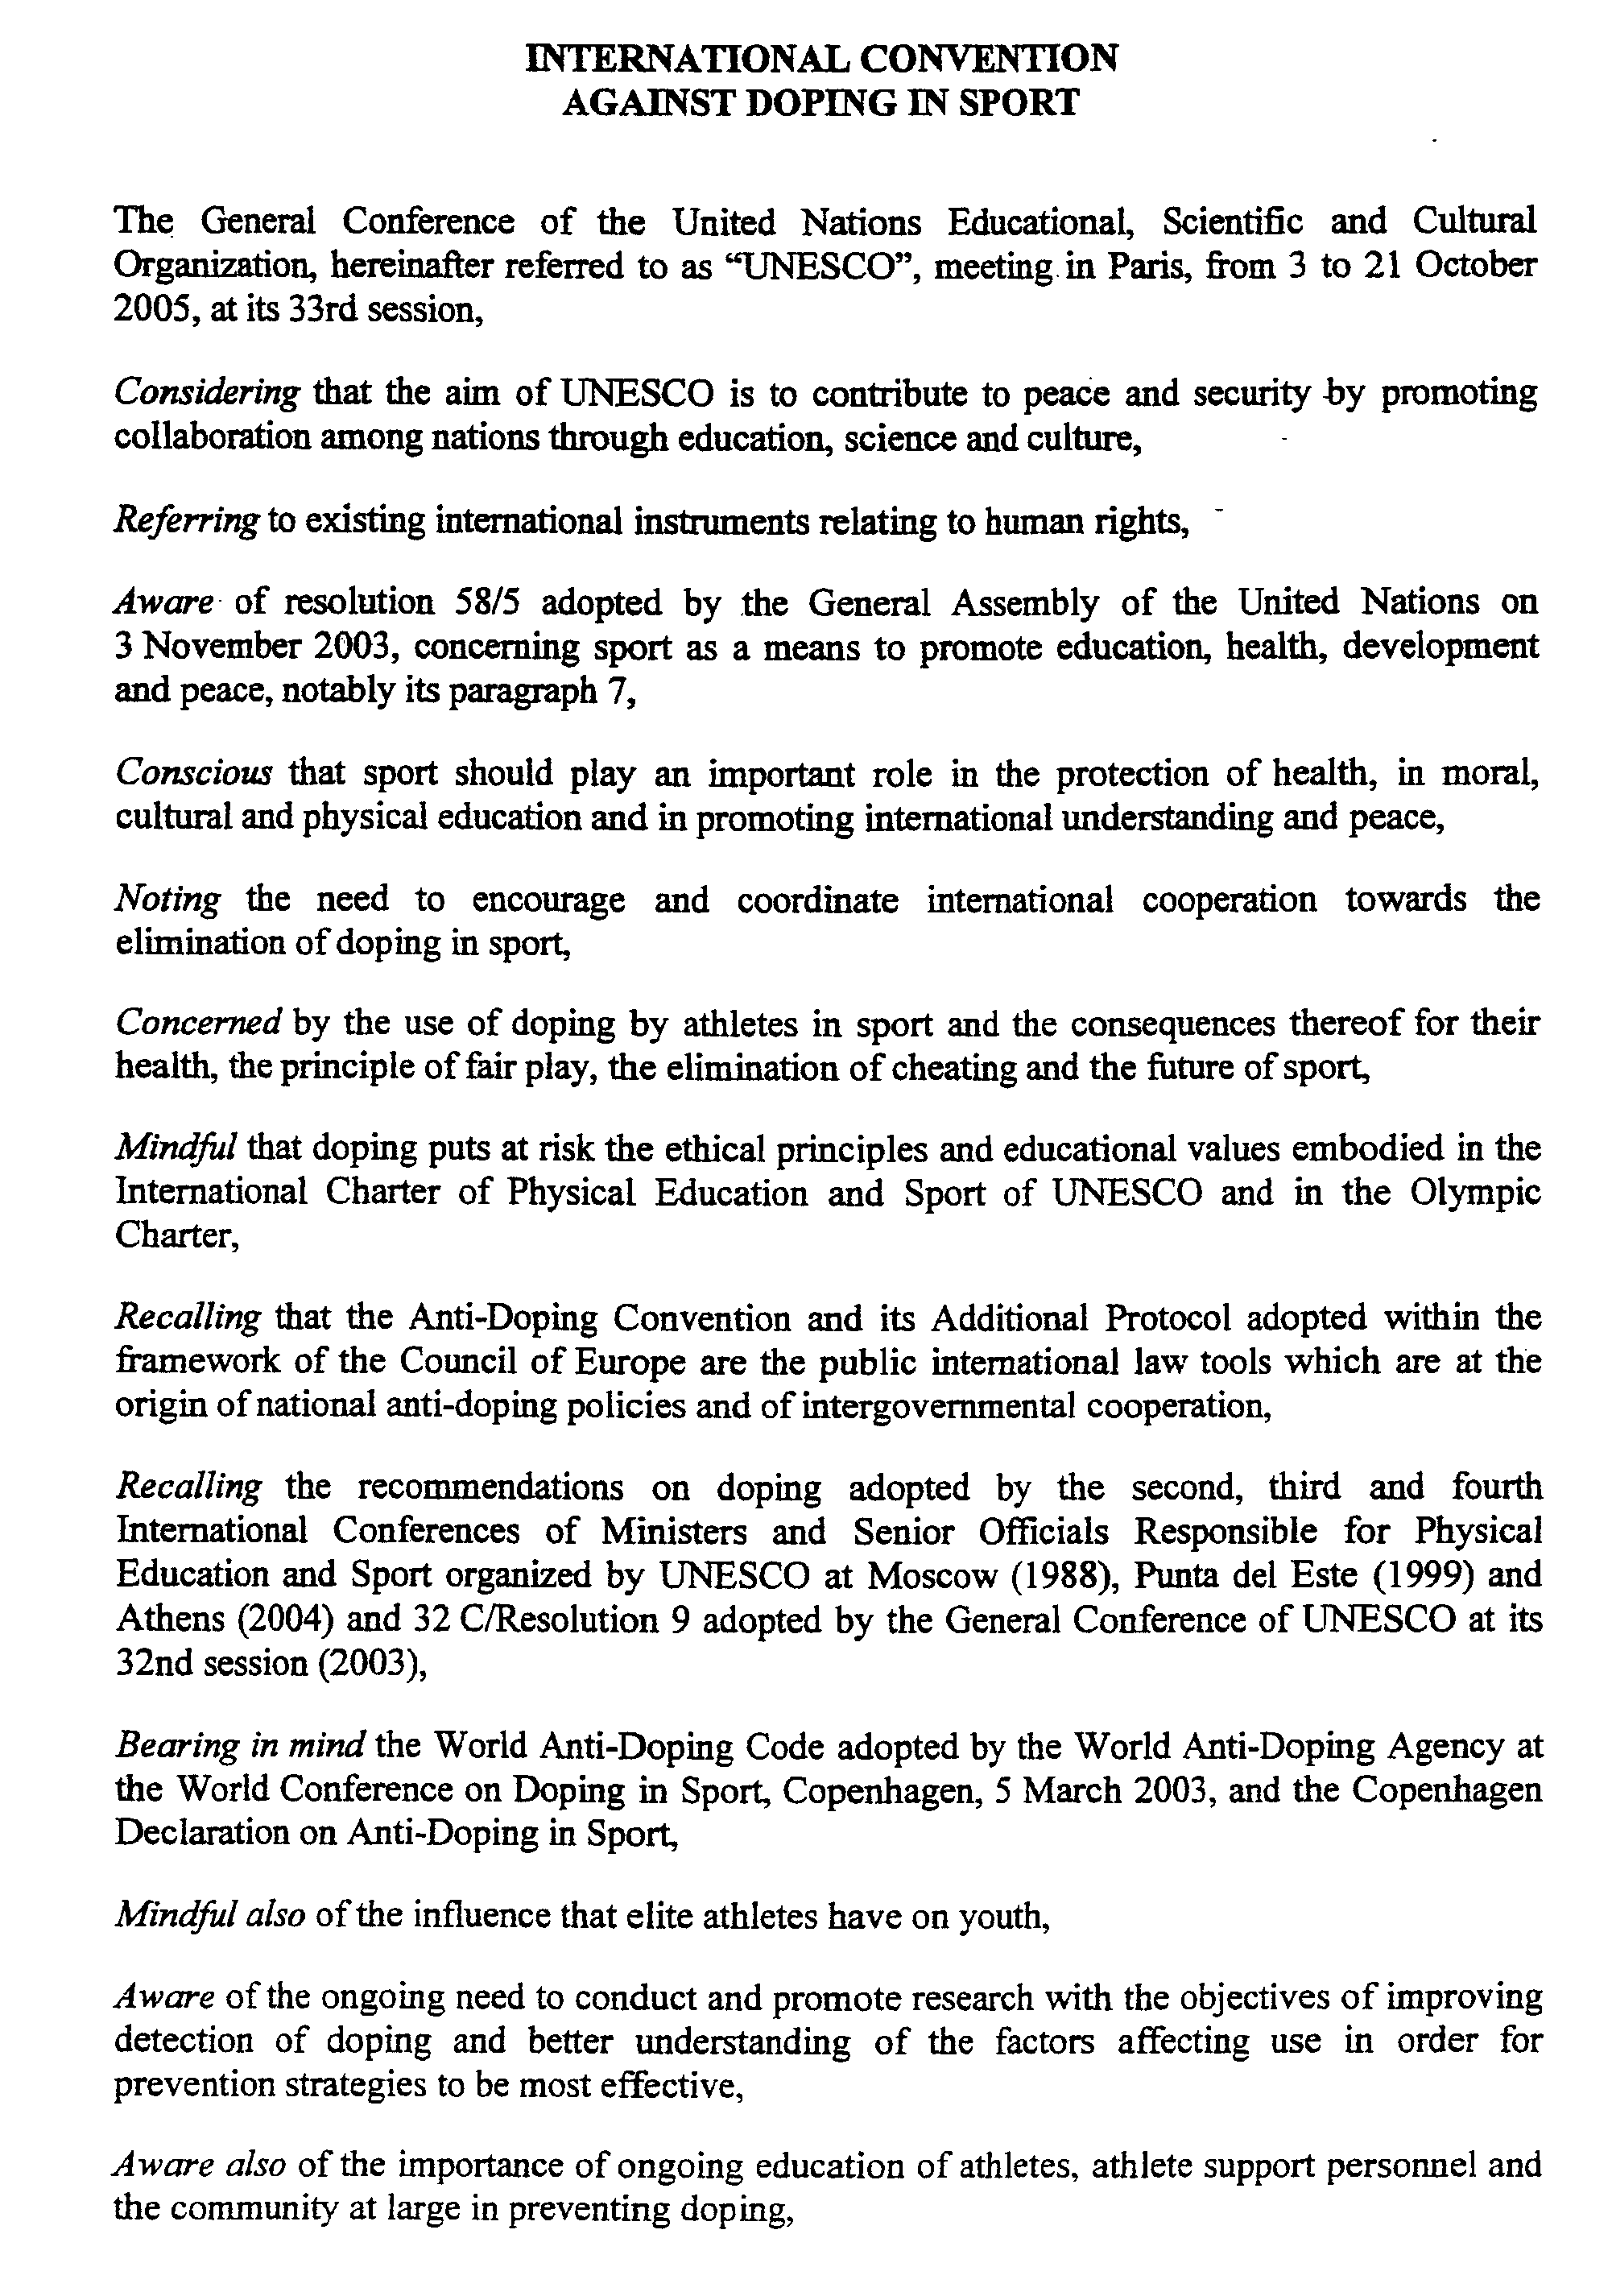 INTERNATIONAL CONVENTION
AGAINST DOPING IN SPORT
The General Conference of the United Nations Educational, Scientific and Cultural
Organization, hereinafter referred to as “UNESCO”, meeting in Paris, from 3 to 21 October
2005, at its 33rd session,
Considering that the aim of UNESCO is to contribute to peace and security by promoting
collaboration among nations through education, science and culture,
Referring to existing international instruments relating to human rights,
Aware of resolution 58/5 adopted by the General Assembly of the United Nations on
3 November 2003, concerning sport as a means to promote education, health, development
and peace, notably its paragraph 7,
Conscious that sport should play an important role in the protection of health, in moral,
cultural and physical education and in promoting international understanding and peace,
Noting the need to encourage and coordinate international cooperation towards the
elimination of doping in sport,
Concerned by the use of doping by athletes in sport and the consequences thereof for their
health, the principle of fair play, the elimination of cheating and the future of sport,
Mindful that doping puts at risk the ethical principles and educational values embodied in the
International Charter of Physical Education and Sport of UNESCO and in the Olympic
Charter,
Recalling that the Anti-Doping Convention and its Additional Protocol adopted within the
framework of the Council of Europe are the public international law tools which are at the
origin of national anti-doping policies and of intergovernmental cooperation,
Recalling the recommendations on doping adopted by the second, third and fourth
International Conferences of Ministers and Senior Officials Responsible for Physical
Education and Sport organized by UNESCO at Moscow (1988), Punta del Este (1999) and
Athens (2004) and 32 C/Resolution 9 adopted by the General Conference of UNESCO at its
32nd session (2003),
Bearing in mind the World Anti-Doping Code adopted by the World Anti-Doping Agency at
the World Conference on Doping in Sport, Copenhagen, 5 March 2003, and the Copenhagen
Declaration on Anti-Doping in Sport,
Mindful also of the influence that elite athletes have on youth,
Aware of the ongoing need to conduct and promote research with the objectives of improving
detection of doping and better understanding of the factors affecting use in order for
prevention strategies to be most effective,
Aware also of the importance of ongoing education of athletes, athlete support personnel and
the community at large in preventing doping,